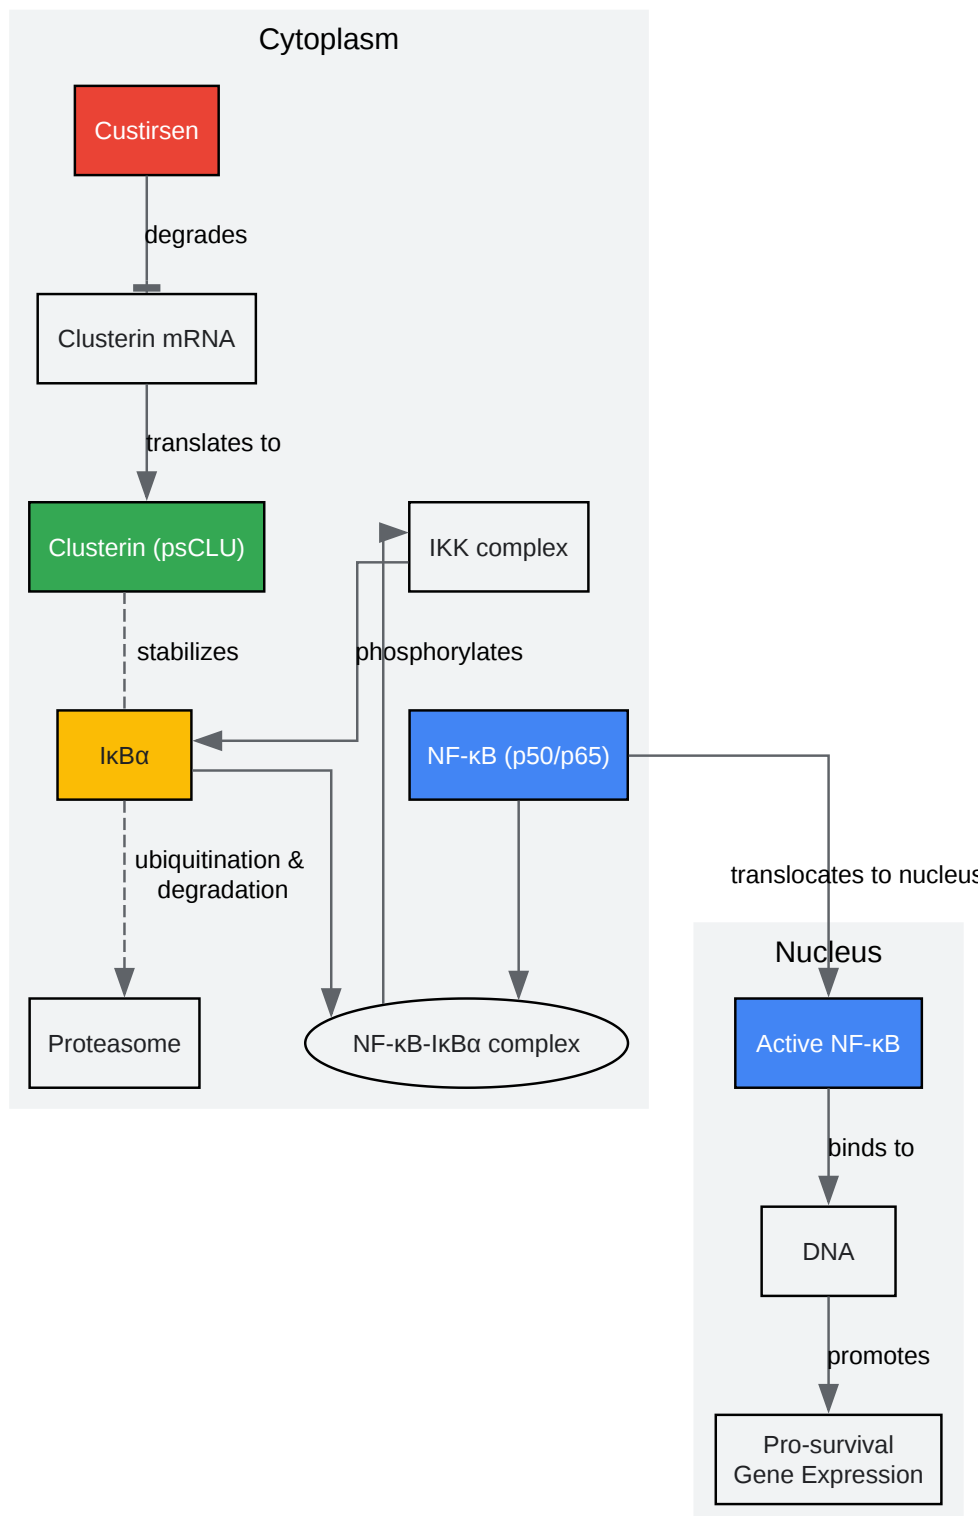 Cytoplasm
Custirsen
degrades
Clusterin mRNA
translates to
Clusterin (psCLU)
IKK complex
stabilizes
phosphorylates
IκBα
NF-κB (p50/p65)
ubiquitination &
degradation
translocates to nucleus
Nucleus
Proteasome
NF-κB-IκBα complex
Active NF-κB
binds to
DNA
promotes
Pro-survival
Gene Expression